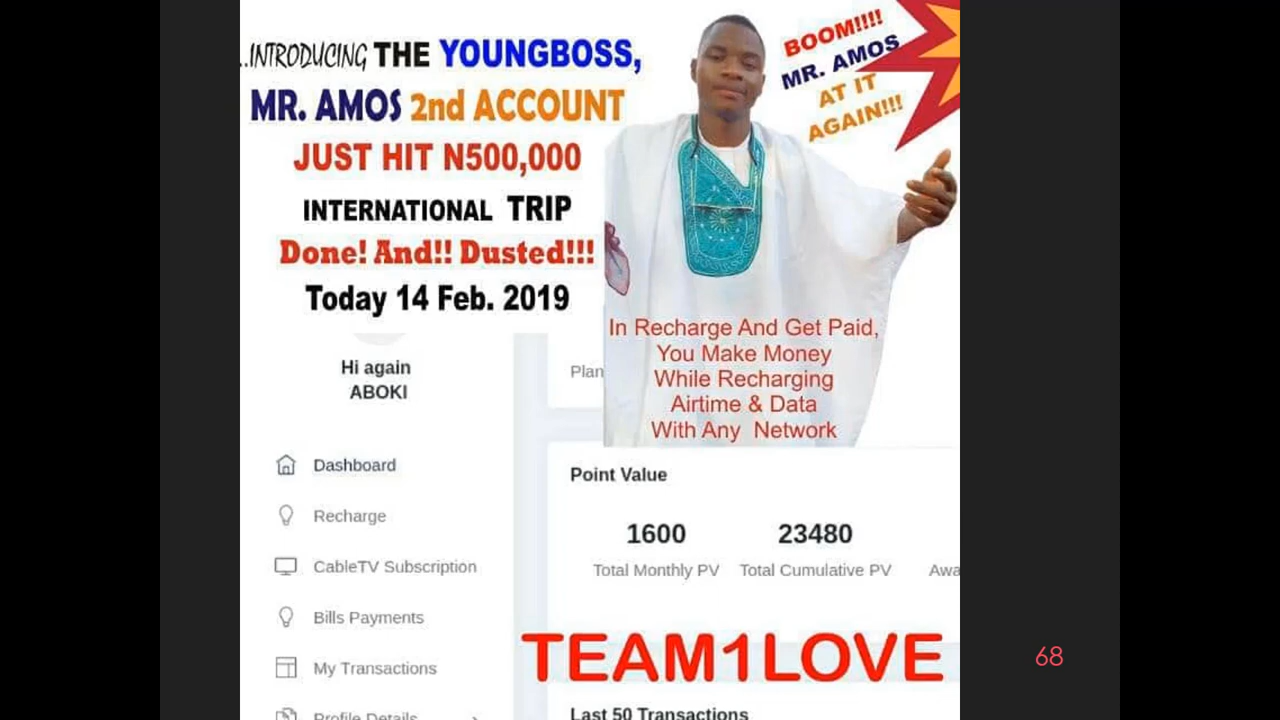 ..INTRODUCING THE YOUNGBOSS,
MR. AMOS 2nd ACCOUNT
JUST HIT N500,000
INTERNATIONAL TRIP
Done! And!! Dusted!!!
Today 14 Feb. 2019
BOOM!!!!
MR. AMOS
AT IT
AGAIN!!!
In Recharge And Get Paid,
You Make Money
While Recharging
Airtime & Data
With Any Network
Hi again
ABOKI
Dashboard
Recharge
CableTV Subscription
Bills Payments
My Transactions
Profile Details
Plan
Point Value
1600
23480
Total Monthly PV
Total Cumulative PV
Awa
TEAM1LOVE
Last 50 Transactions
68